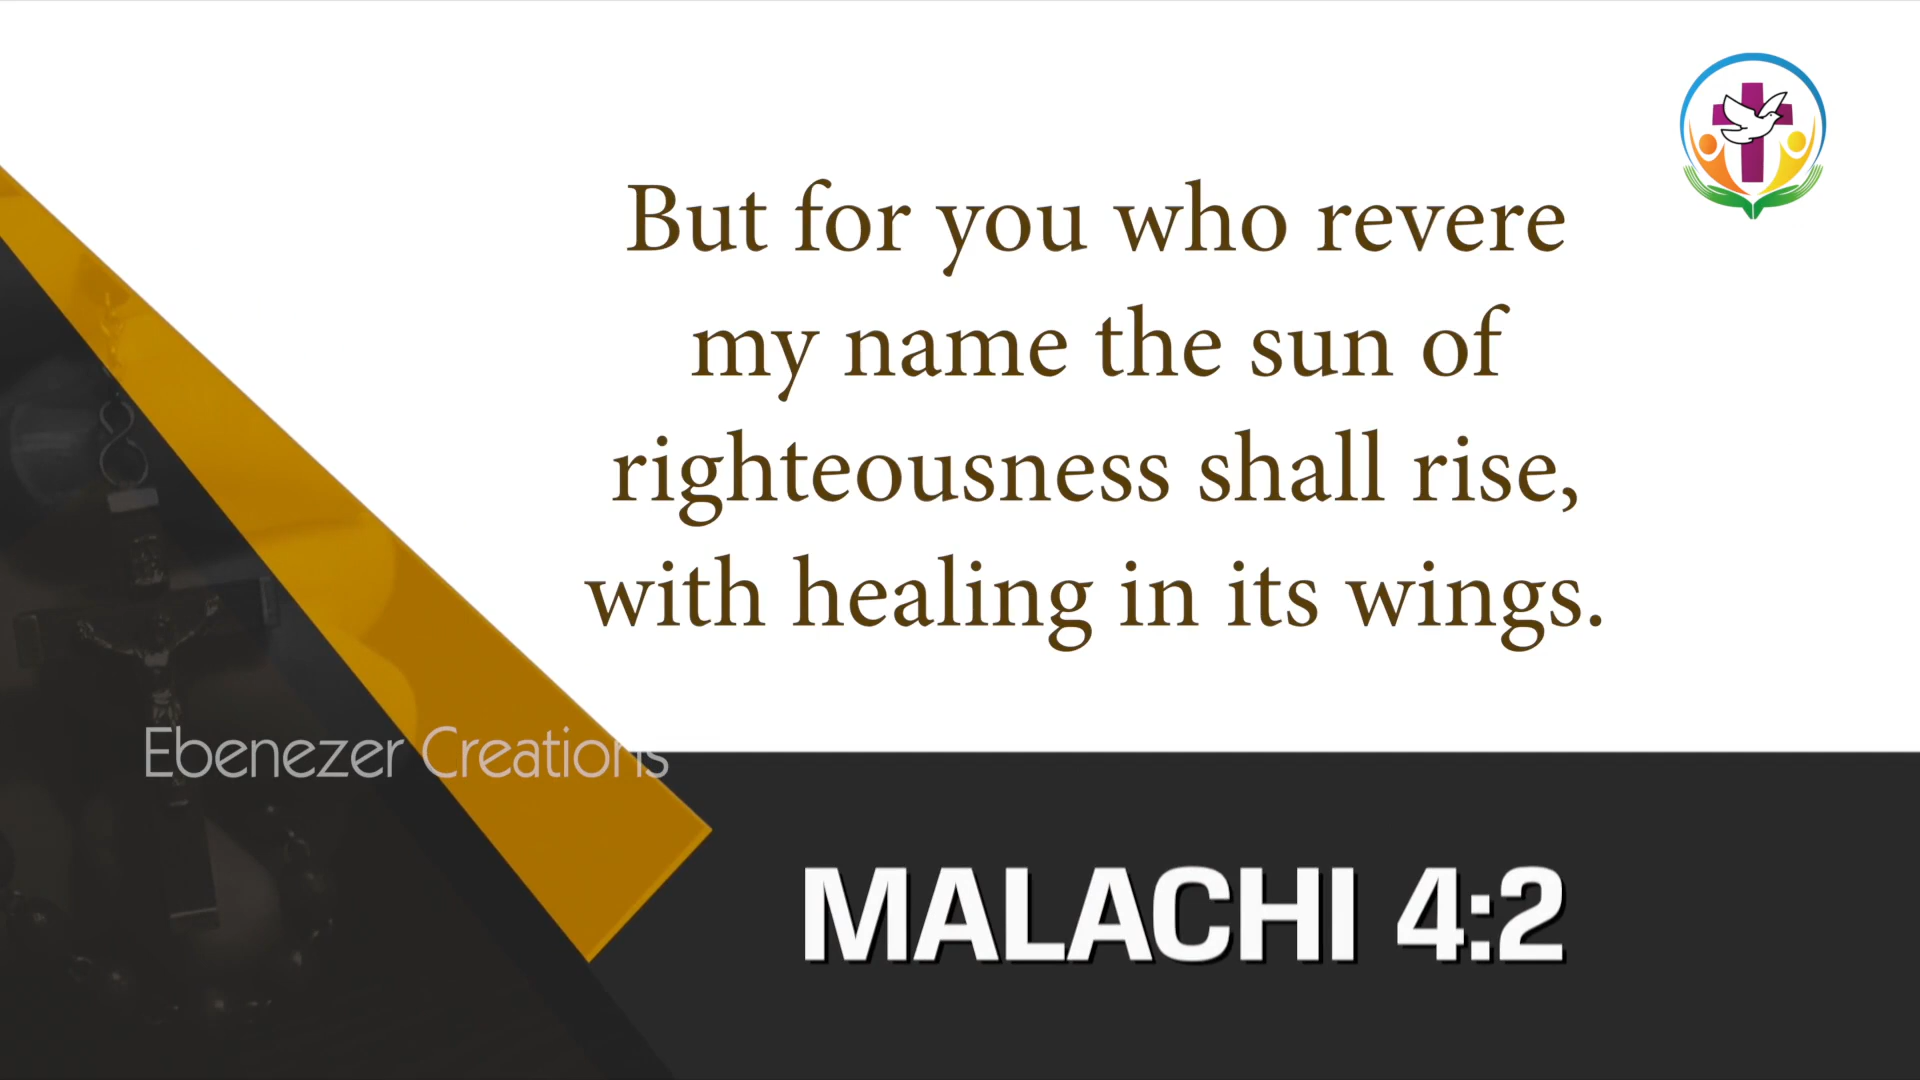 But for you who revere
my name the sun of
righteousness shall rise,
with healing in its wings.
Ebenezer Creations
MALACHI 4:2